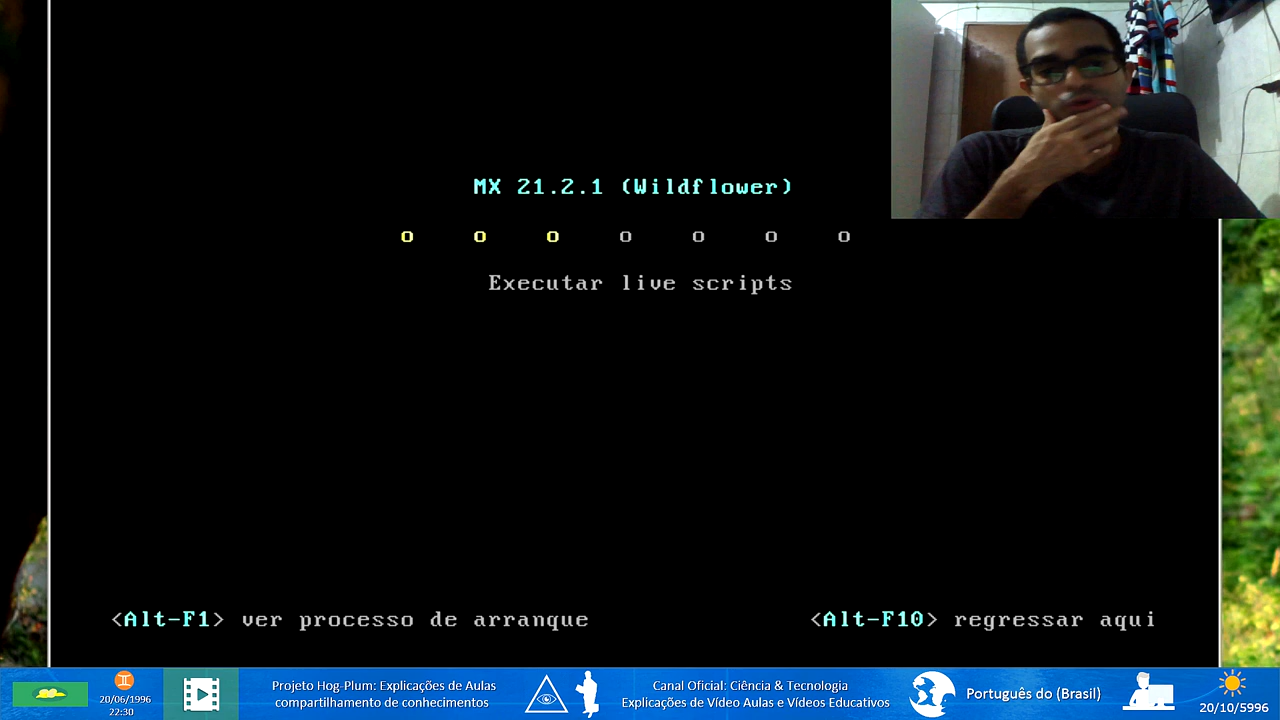 MX 21.2.1 (Wildflower)
o o o o o o o
Executar live scripts
<Alt-F1> ver processo de arranque
<Alt-F10> regressar aqui
20/06/1996
22:30
Projeto Hog-Plum: Explicações de Aulas
compartilhamento de conhecimentos
Canal Oficial: Ciência & Tecnologia
Explicações de Vídeo Aulas e Vídeos Educativos
Português do (Brasil)
20/10/5996